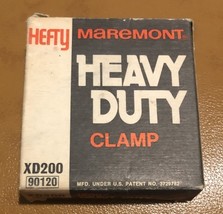 HEFTY MAREMONT
HEAVY
DUTY
CLAMP
XD200
90120
MFD. UNDER U.S. PATENT NO.